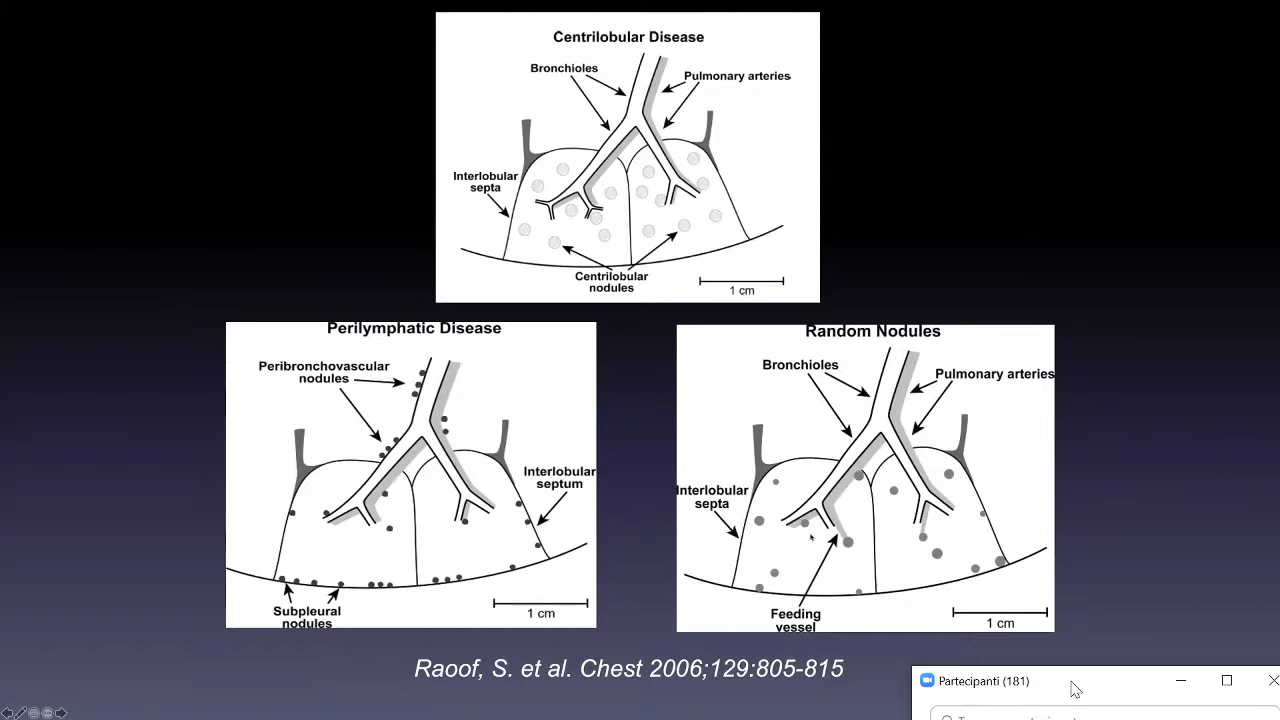 Centrilobular Disease
Bronchioles
Pulmonary arteries
Interlobular
septa
Centrilobular
nodules
1 cm
Perilymphatic Disease
Peribronchovascular
nodules
Interlobular
septum
Subpleural
nodules
1 cm
Random Nodules
Bronchioles
Pulmonary arteries
Interlobular
septa
Feeding
vessel
1 cm
Raoof, S. et al. Chest 2006;129:805-815
Partecipanti (181)